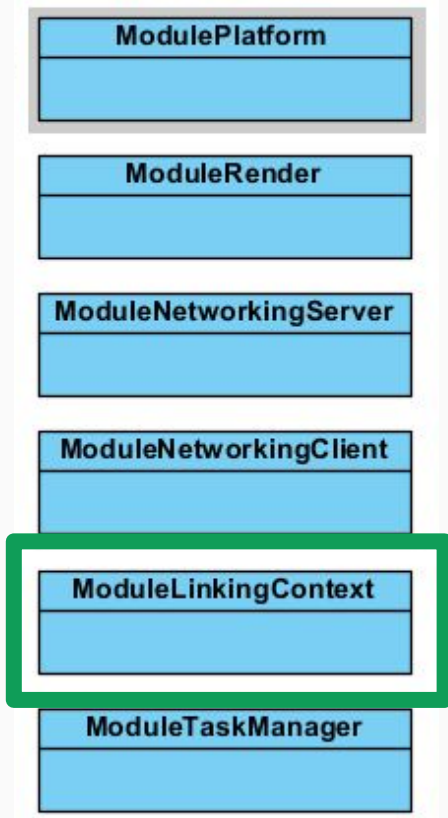 ModulePlatform
ModuleRender
ModuleNetworkingServer
ModuleNetworkingClient
ModuleLinkingContext
ModuleTaskManager